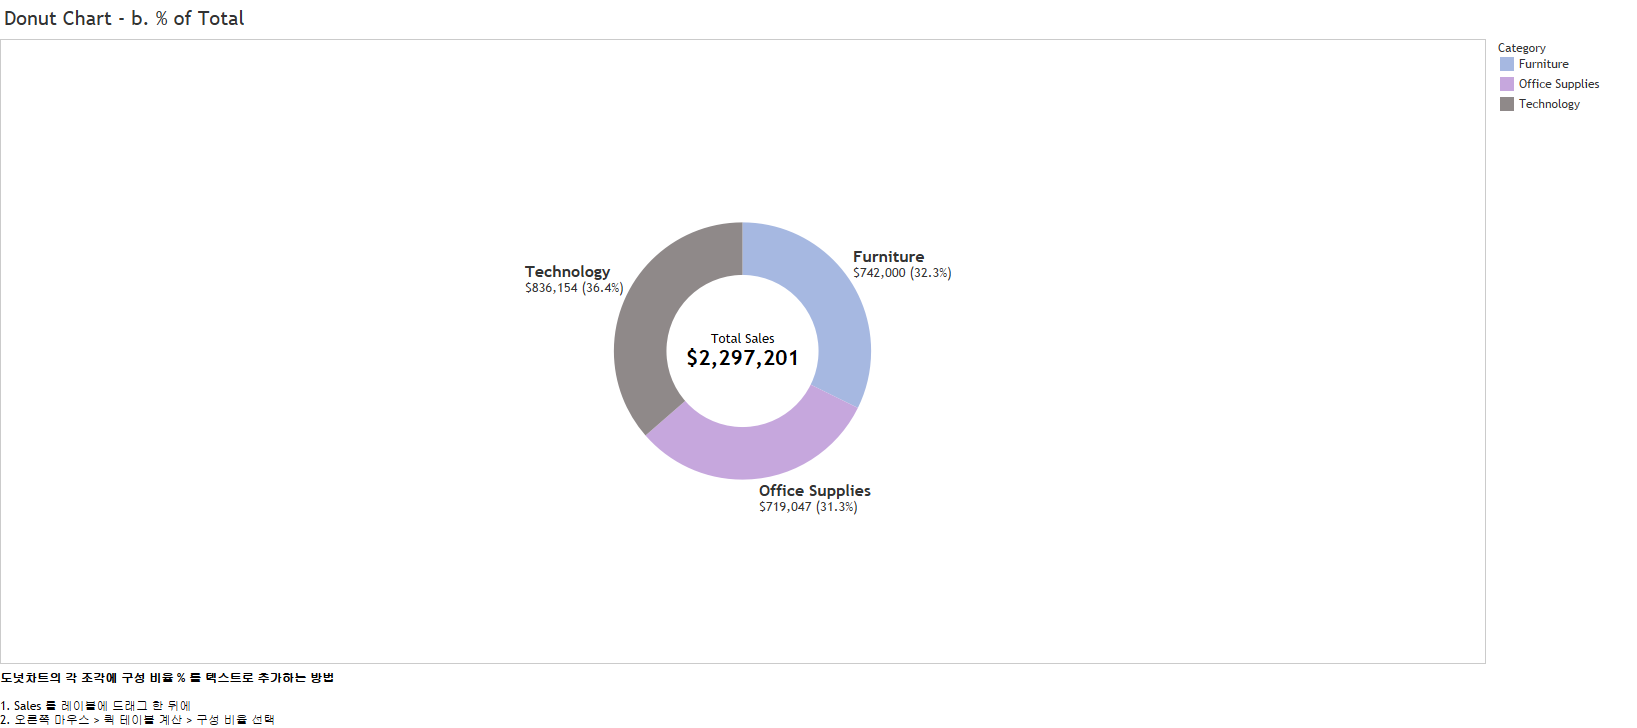 Donut Chart - b. % of Total
Category
Furniture
Office Supplies
Technology
Furniture
$742,000 (32.3%)
Technology
$836,154 (36.4%)
Total Sales
$2,297,201
Office Supplies
$719,047 (31.3%)
도넛차트의 각 조각에 구성 비율 % 를 텍스트로 추가하는 방법
1. Sales 를 레이블에 드래그 한 뒤에
2. 오른쪽 마우스 > 퀵 테이블 계산 > 구성 비율 선택